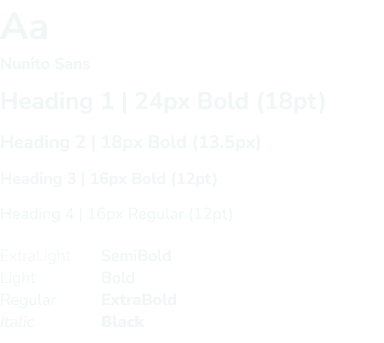 Aa
Nunito Sans
Heading 1 | 24px Bold (18pt)
Heading 2 | 18px Bold (13.5px)
Heading 3 | 16px Bold (12pt)
Heading 4 | 16px Regular (12pt)
ExtraLight SemiBold
Light Bold
Regular ExtraBold
Italic Black